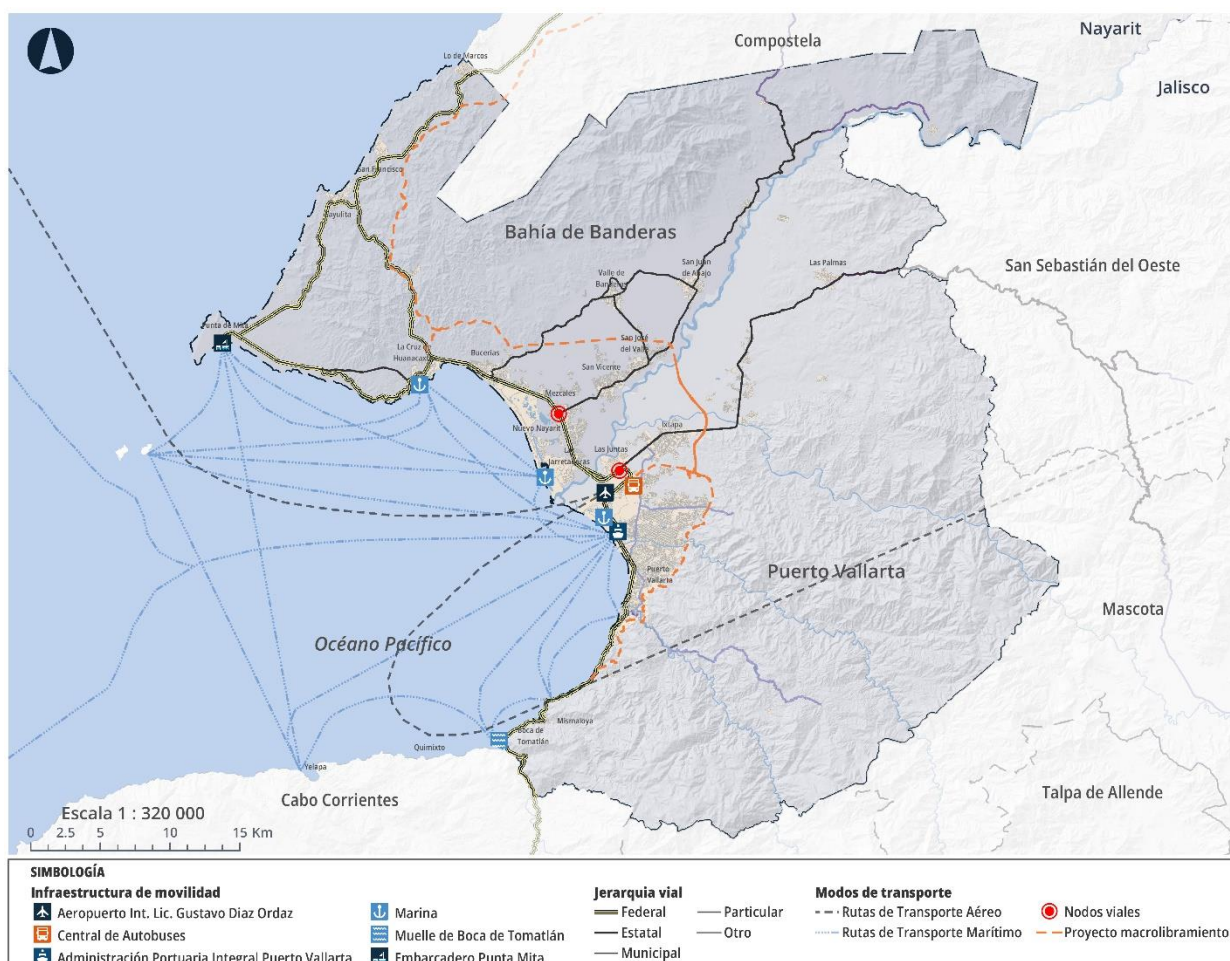 Nayarit
Compostela
Jalisco
Lo de Marcos
San Francisco
Sayulita
Bahía de Banderas
San Juan
de Abajo
Las Palmas
San Sebastián del Oeste
Valle de
Banderas
Punta de Mita
La Cruz de
Huanacaxtle
Bucerías
San José
del Valle
San Vicente
Mezcales
Nuevo Nayarit
Ixtapa
Las Juntas
Jarretaderas
Puerto
Vallarta
Puerto Vallarta
Mascota
Océano Pacífico
Mismaloya
Boca de
Tomatlán
Quimixto
Yelapa
Cabo Corrientes
Talpa de Allende
Escala 1 : 320 000
0 2.5 5 10 15 Km
SIMBOLOGÍA
Infraestructura de movilidad
Aeropuerto Int. Lic. Gustavo Diaz Ordaz
Central de Autobuses
Administración Portuaria Integral Puerto Vallarta
Marina
Muelle de Boca de Tomatlán
Embarcadero Punta Mita
Jerarquia vial
Federal
Estatal
Municipal
Particular
Otro
Modos de transporte
Rutas de Transporte Aéreo
Rutas de Transporte Marítimo
Nodos viales
Proyecto macrolibramiento